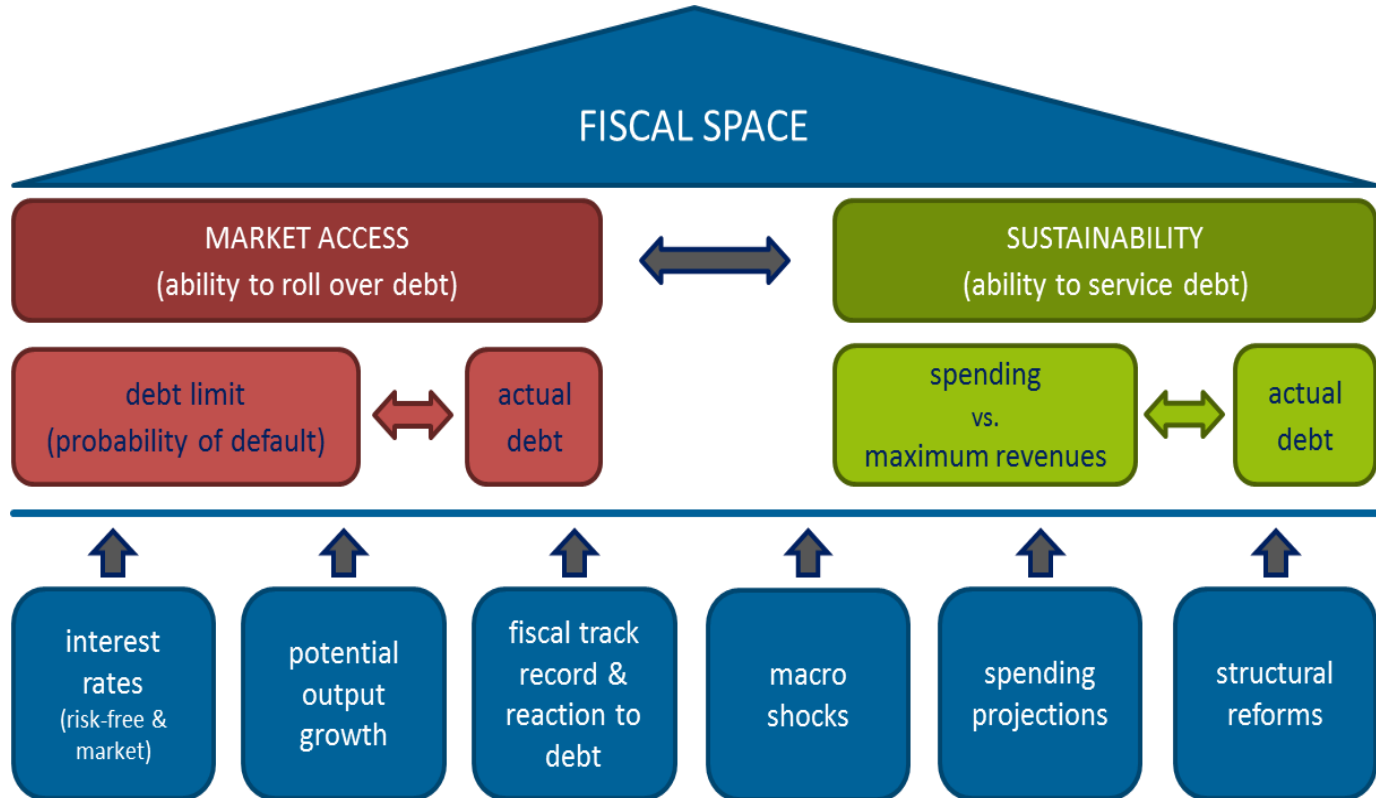 FISCAL SPACE
MARKET ACCESS
(ability to roll over debt)
SUSTAINABILITY
(ability to service debt)
debt limit
(probability of default)
actual
debt
spending
vs.
maximum revenues
actual
debt
interest
rates
(risk-free &
market)
potential
output
growth
fiscal track
record &
reaction to
debt
macro
shocks
spending
projections
structural
reforms